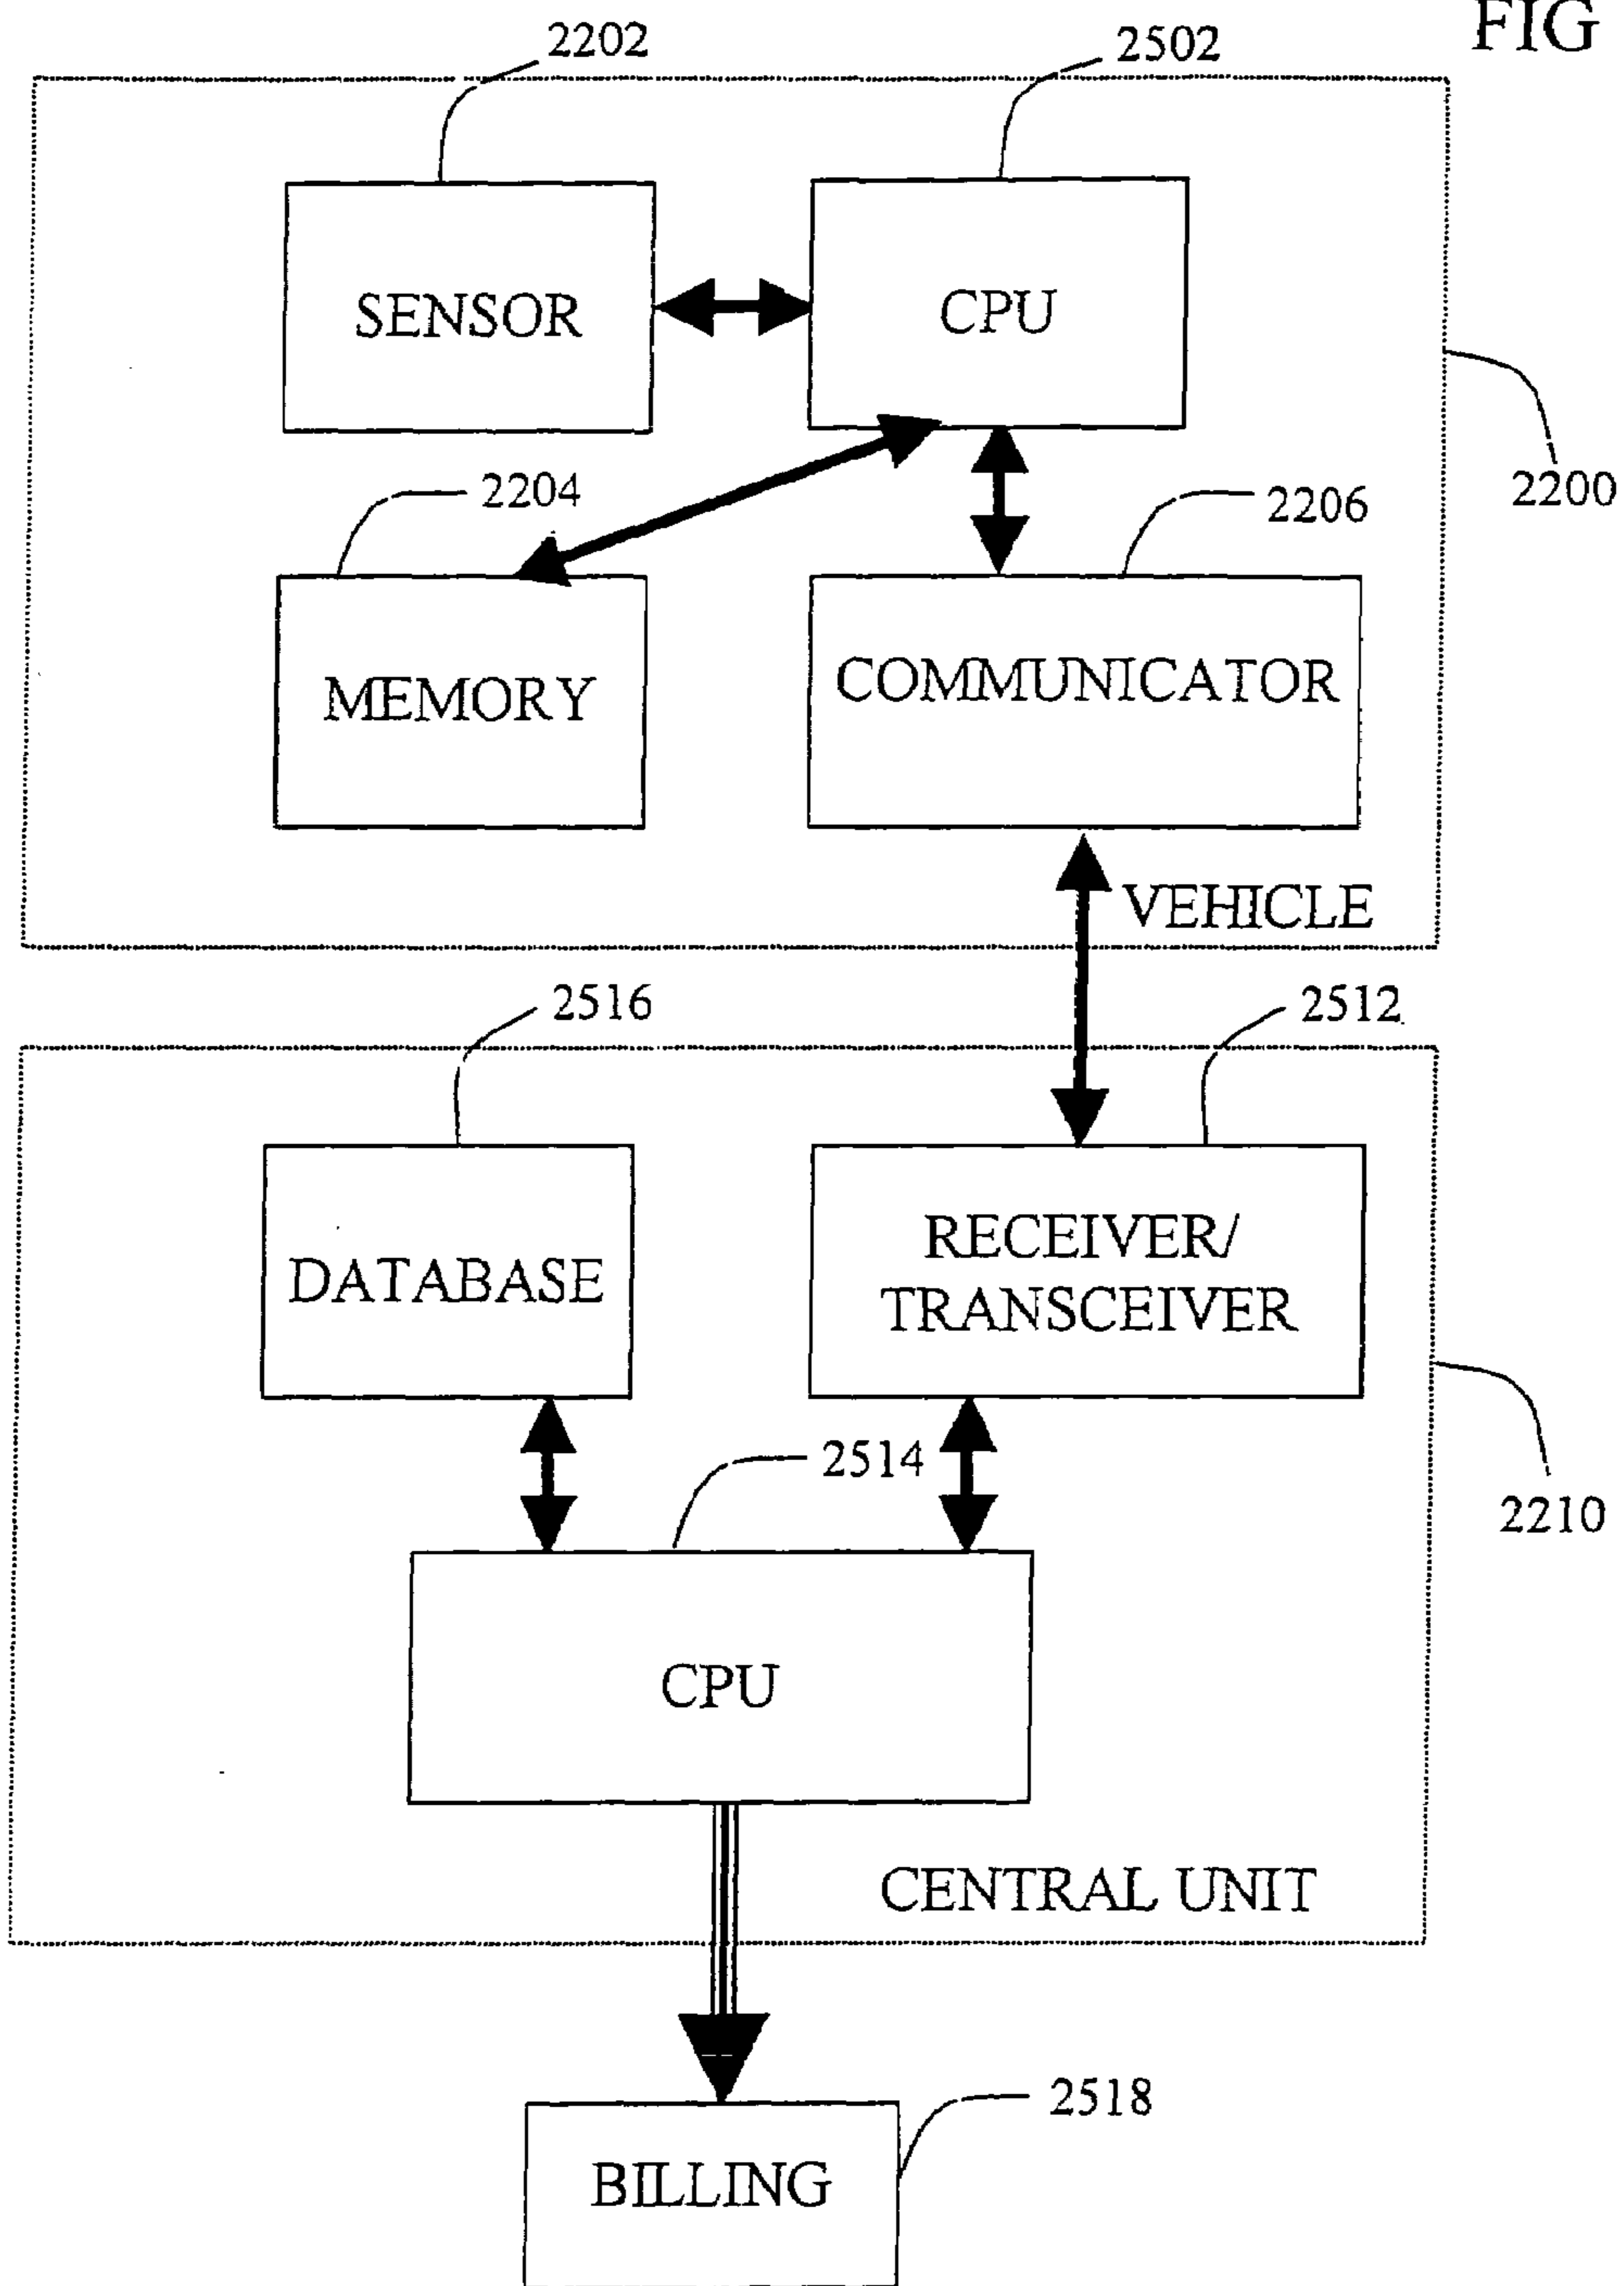 FIG
2202
2502
SENSOR
CPU
2200
2204
2206
MEMORY
COMMUNICATOR
VEHICLE
2516
2512
DATABASE
RECEIVER/
TRANSCEIVER
2514
2210
CPU
CENTRAL UNIT
2518
BILLING